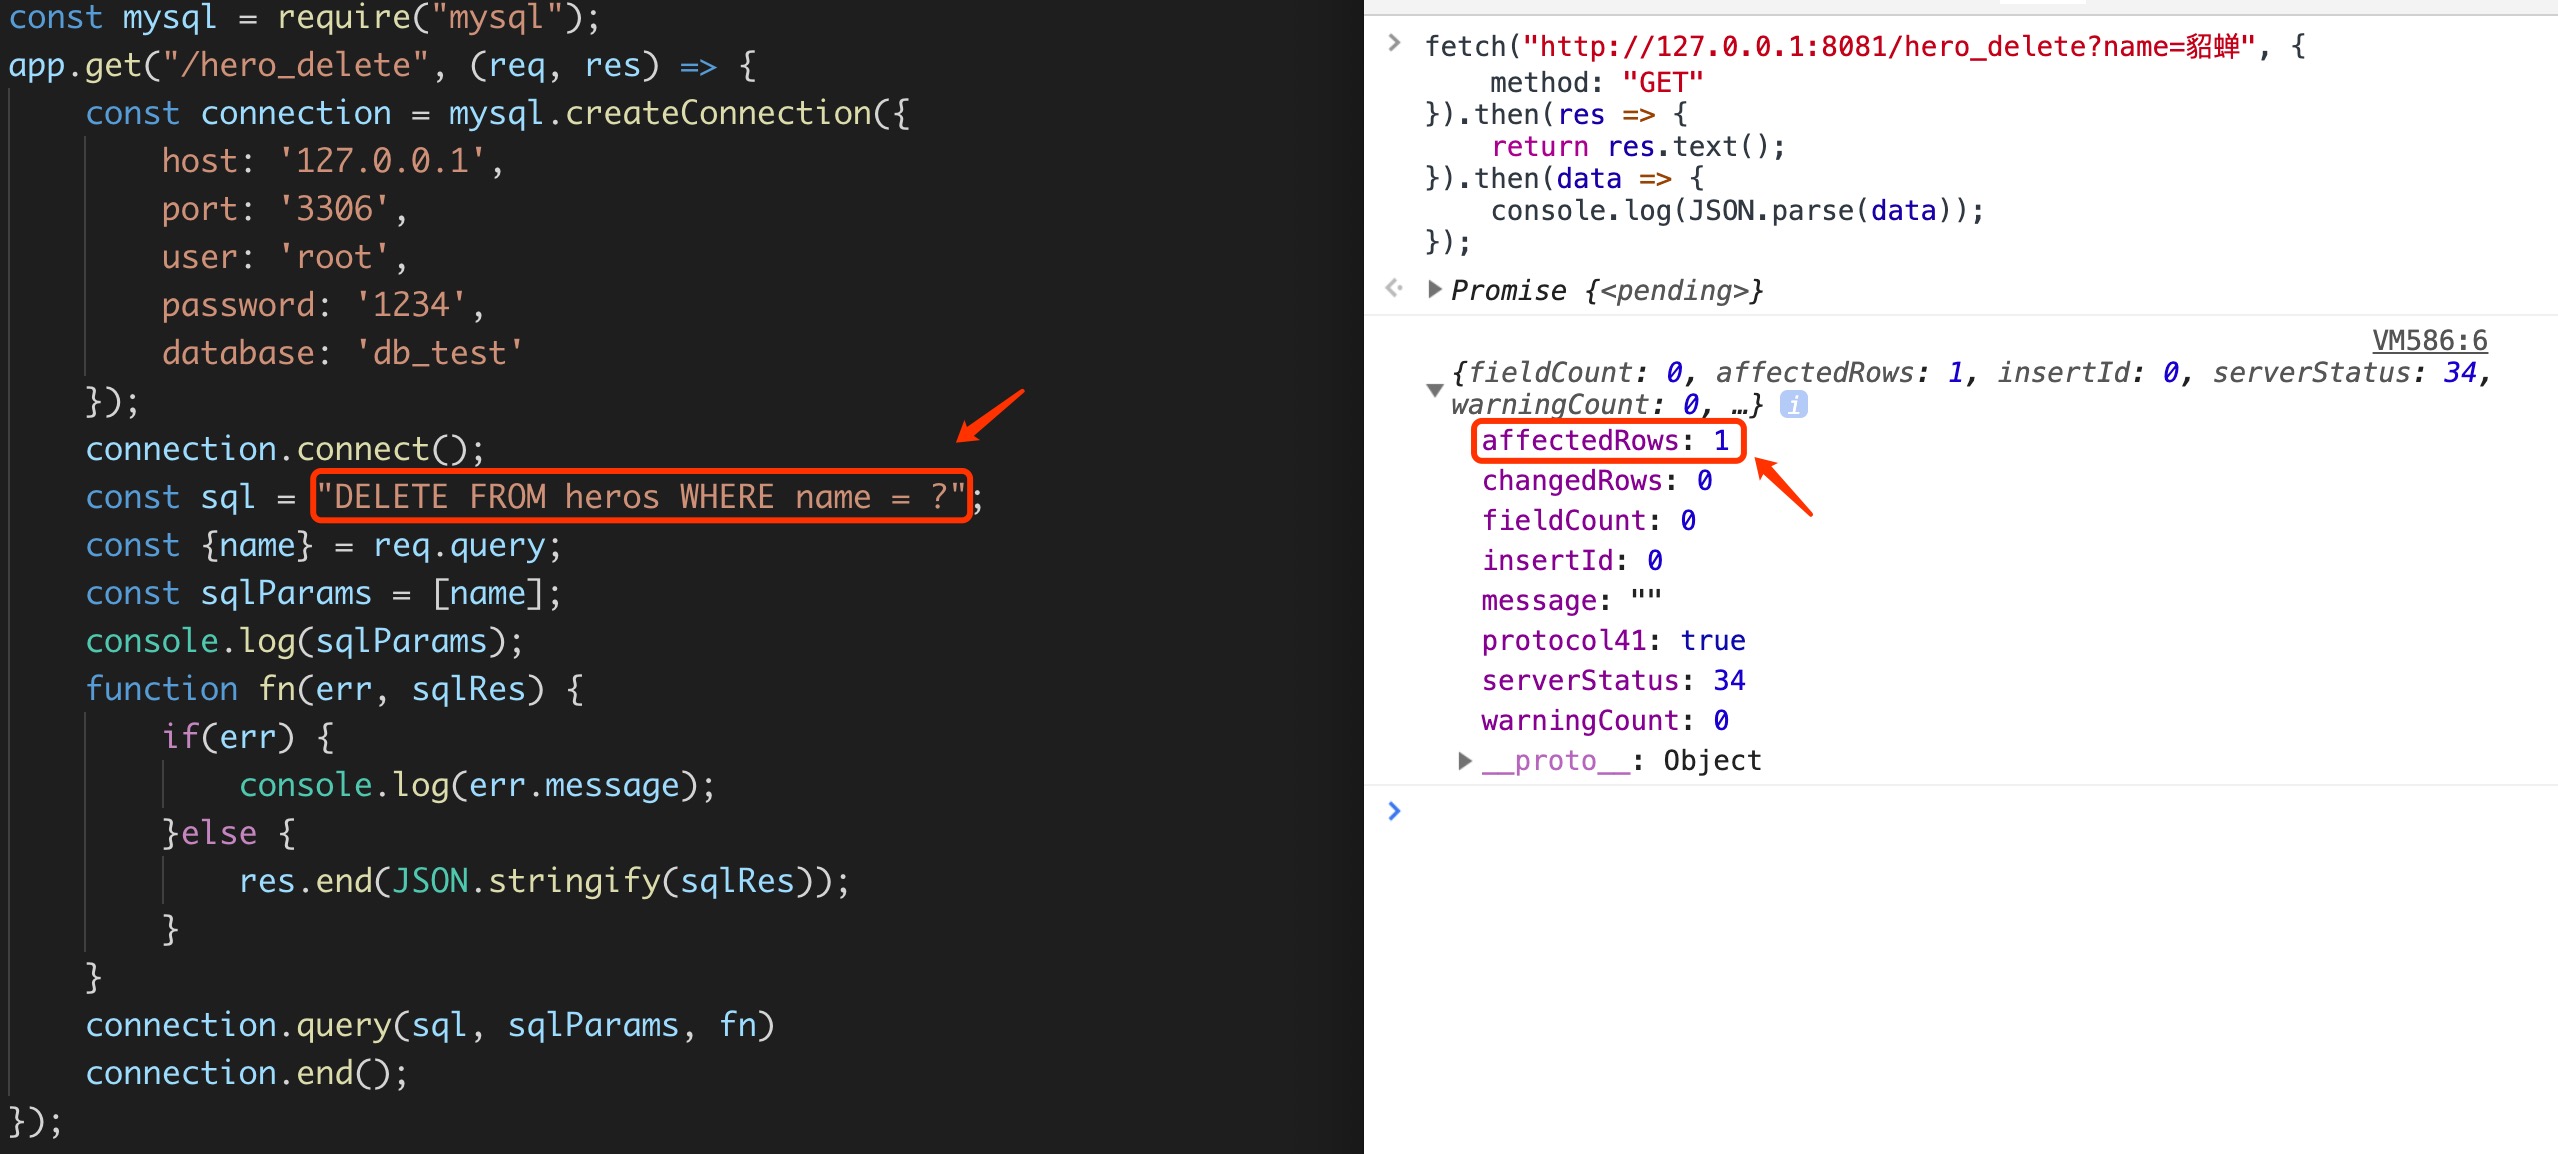 const mysql = require("mysql");
app.get("/hero_delete", (req, res) => {
    const connection = mysql.createConnection({
        host: '127.0.0.1',
        port: '3306',
        user: 'root',
        password: '1234',
        database: 'db_test'
    });
    connection.connect();
    const sql = "DELETE FROM heros WHERE name = ?";
    const {name} = req.query;
    const sqlParams = [name];
    console.log(sqlParams);
    function fn(err, sqlRes) {
        if(err) {
            console.log(err.message);
        }else {
            res.end(JSON.stringify(sqlRes));
        }
    }
    connection.query(sql, sqlParams, fn)
    connection.end();
});
fetch("http://127.0.0.1:8081/hero_delete?name=貂蝉", {
    method: "GET"
}).then(res => {
    return res.text();
}).then(data => {
    console.log(JSON.parse(data));
});
Promise {<pending>}
VM586:6
{fieldCount: 0, affectedRows: 1, insertId: 0, serverStatus: 34,
warningCount: 0, …} i
affectedRows: 1
changedRows: 0
fieldCount: 0
insertId: 0
message: ""
protocol41: true
serverStatus: 34
warningCount: 0
__proto__: Object